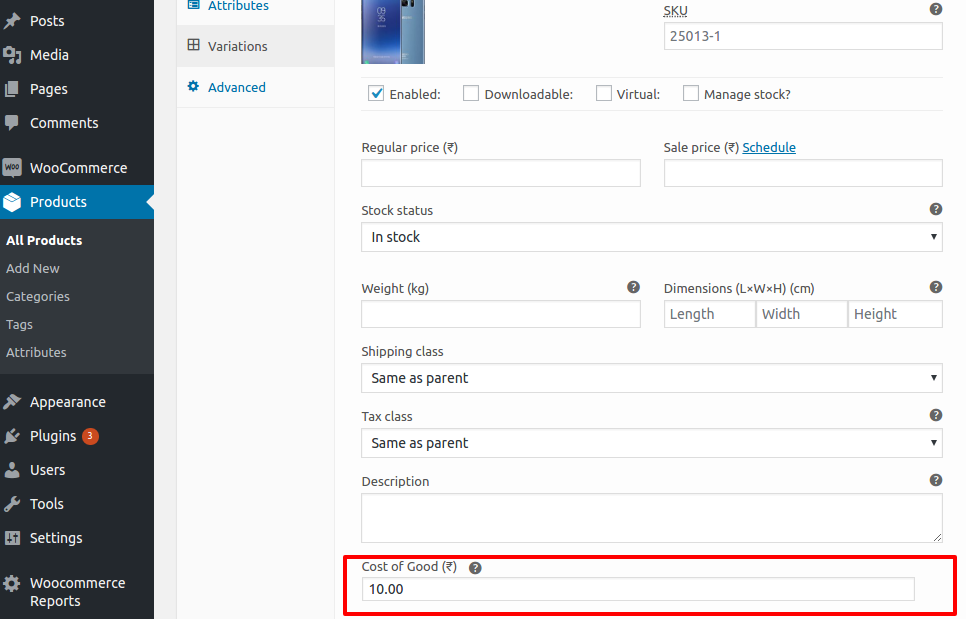 Posts
Media
Pages
Comments
Woo WooCommerce
Products
All Products
Add New
Categories
Tags
Attributes
Appearance
Plugins 3
Users
Tools
Settings
Woocommerce
Reports
Attributes
Variations
Advanced
SKU ?
25013-1
Enabled: Downloadable: Virtual: Manage stock?
Regular price (₹) Sale price (₹) Schedule
Stock status ?
In stock
Weight (kg) ? Dimensions (L×W×H) (cm) ?
Length Width Height
Shipping class
Same as parent
Tax class ?
Same as parent
Description ?
Cost of Good (₹) ?
10.00